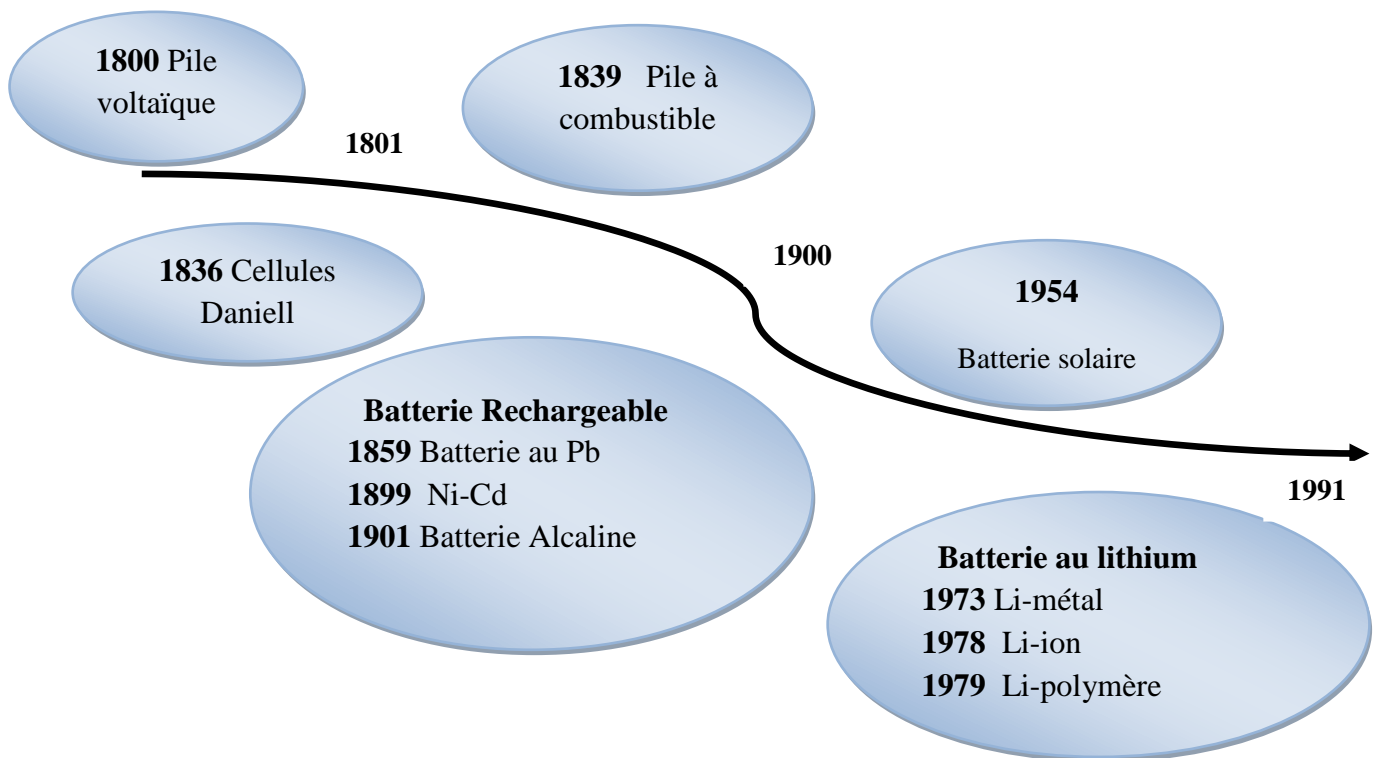 1800 Pile
voltaïque
1839 Pile à
combustible
1801
1836 Cellules
Daniell
1900
1954
Batterie solaire
Batterie Rechargeable
1859 Batterie au Pb
1899 Ni-Cd
1901 Batterie Alcaline
1991
Batterie au lithium
1973 Li-métal
1978 Li-ion
1979 Li-polymère